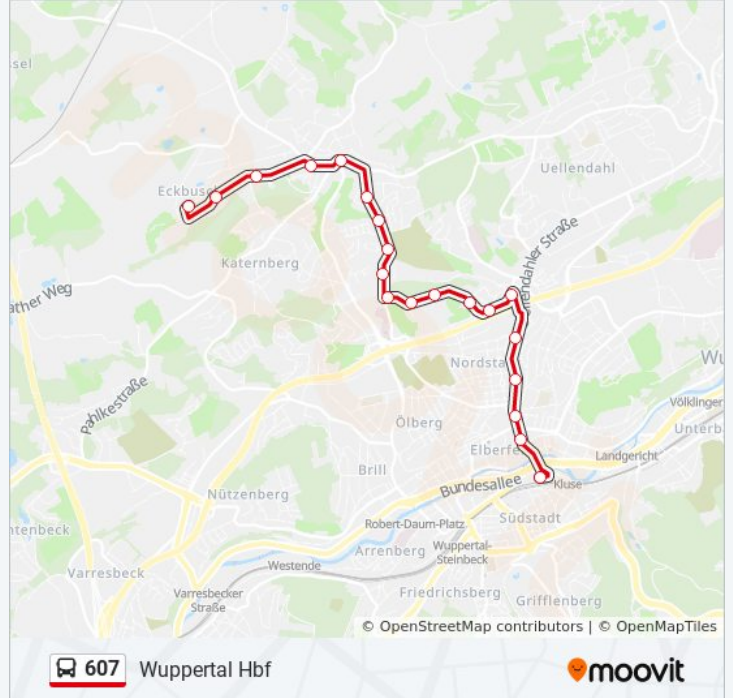 sel
Uellendahl
Eckbusch
llendahler Straße
Katernberg
ather Weg
Nordsta
Wu
Pahlkestraße
Völklinger
Ölberg
Unterb
Elberfe
Landgericht
Brill
Bundesallee
Kluse
Nützenberg
Südstadt
Robert-Daum-Platz
ntenbeck
Arrenberg
Wuppertal-
Steinbeck
Westende
Varresbeck
Varresbecker
Straße
Friedrichsberg
Grifflenberg
© OpenStreetMap contributors | © OpenMapTiles
607 Wuppertal Hbf
moovit